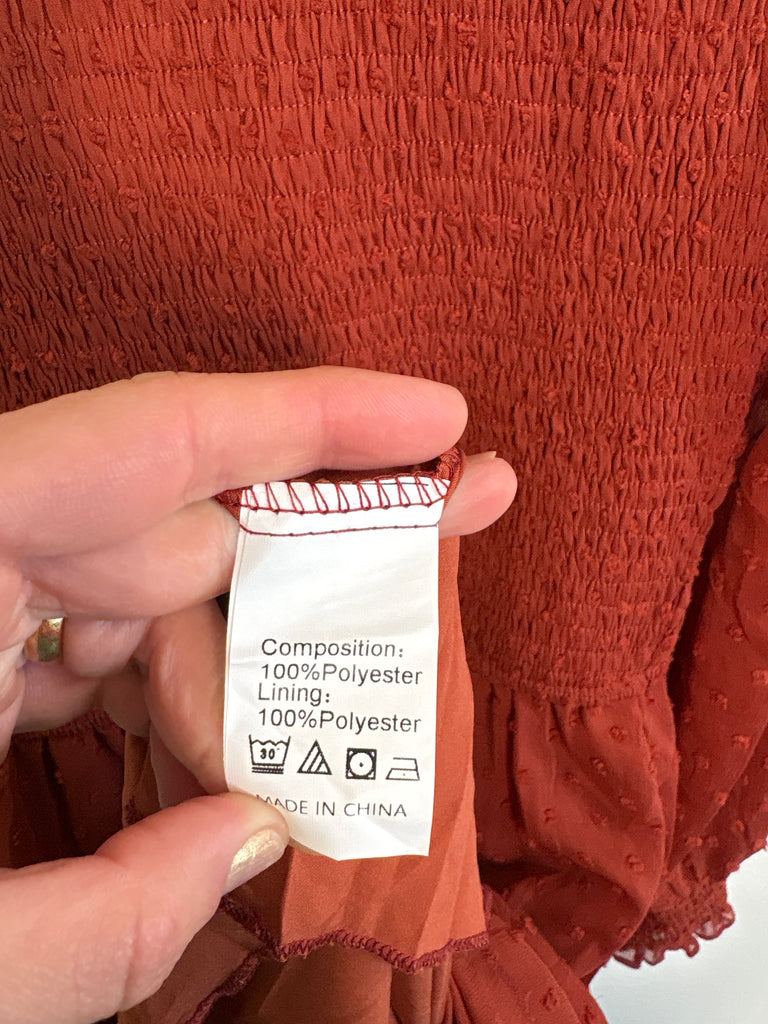 Composition:
100%Polyester
Lining:
100%Polyester
30°
MADE IN CHINA